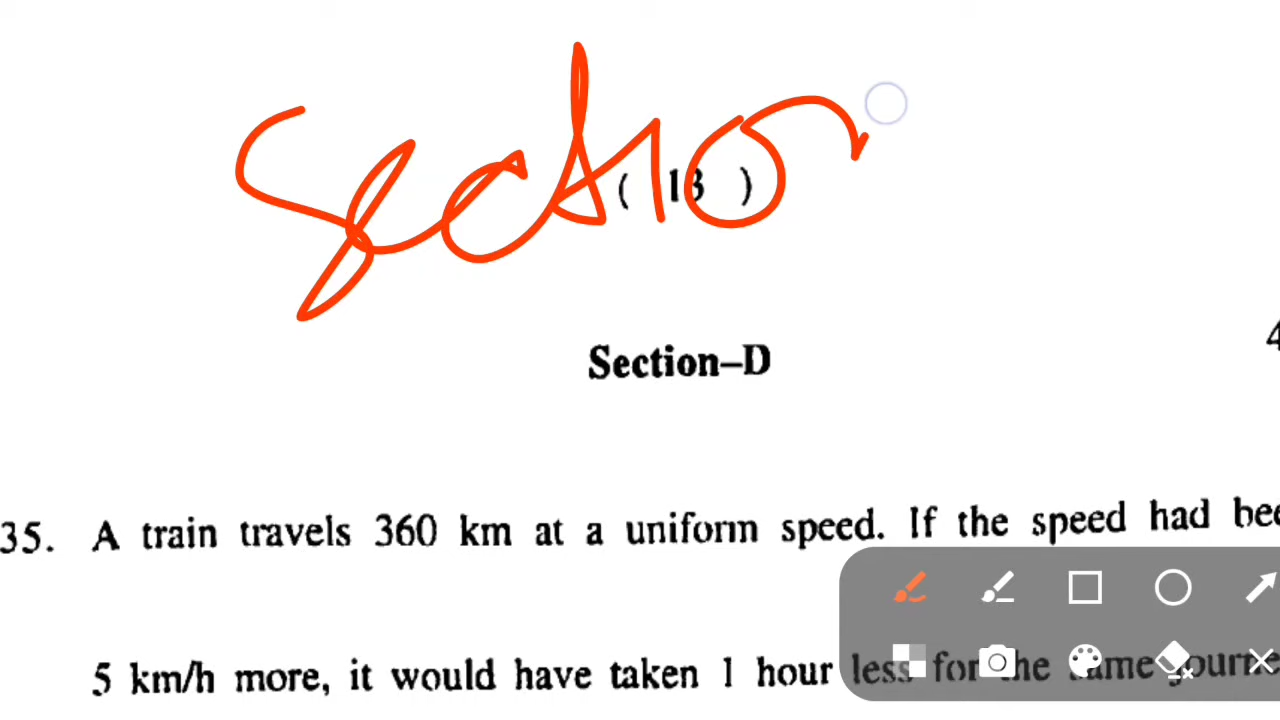 Section
( 13 )
Section–D
35. A train travels 360 km at a uniform speed. If the speed had bee
5 km/h more, it would have taken 1 hour less for the same journe